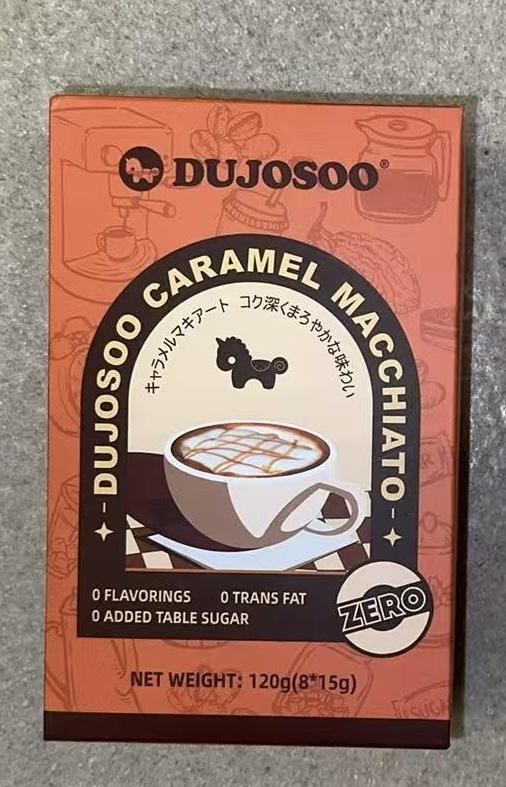 DUJOSOO®
DUJOSOO CARAMEL MACCHIATO
キャラメルマキアート コク深くまろやかな味わい
0 FLAVORINGS 0 TRANS FAT
0 ADDED TABLE SUGAR
ZERO
NET WEIGHT: 120g(8*15g)
SUGAR